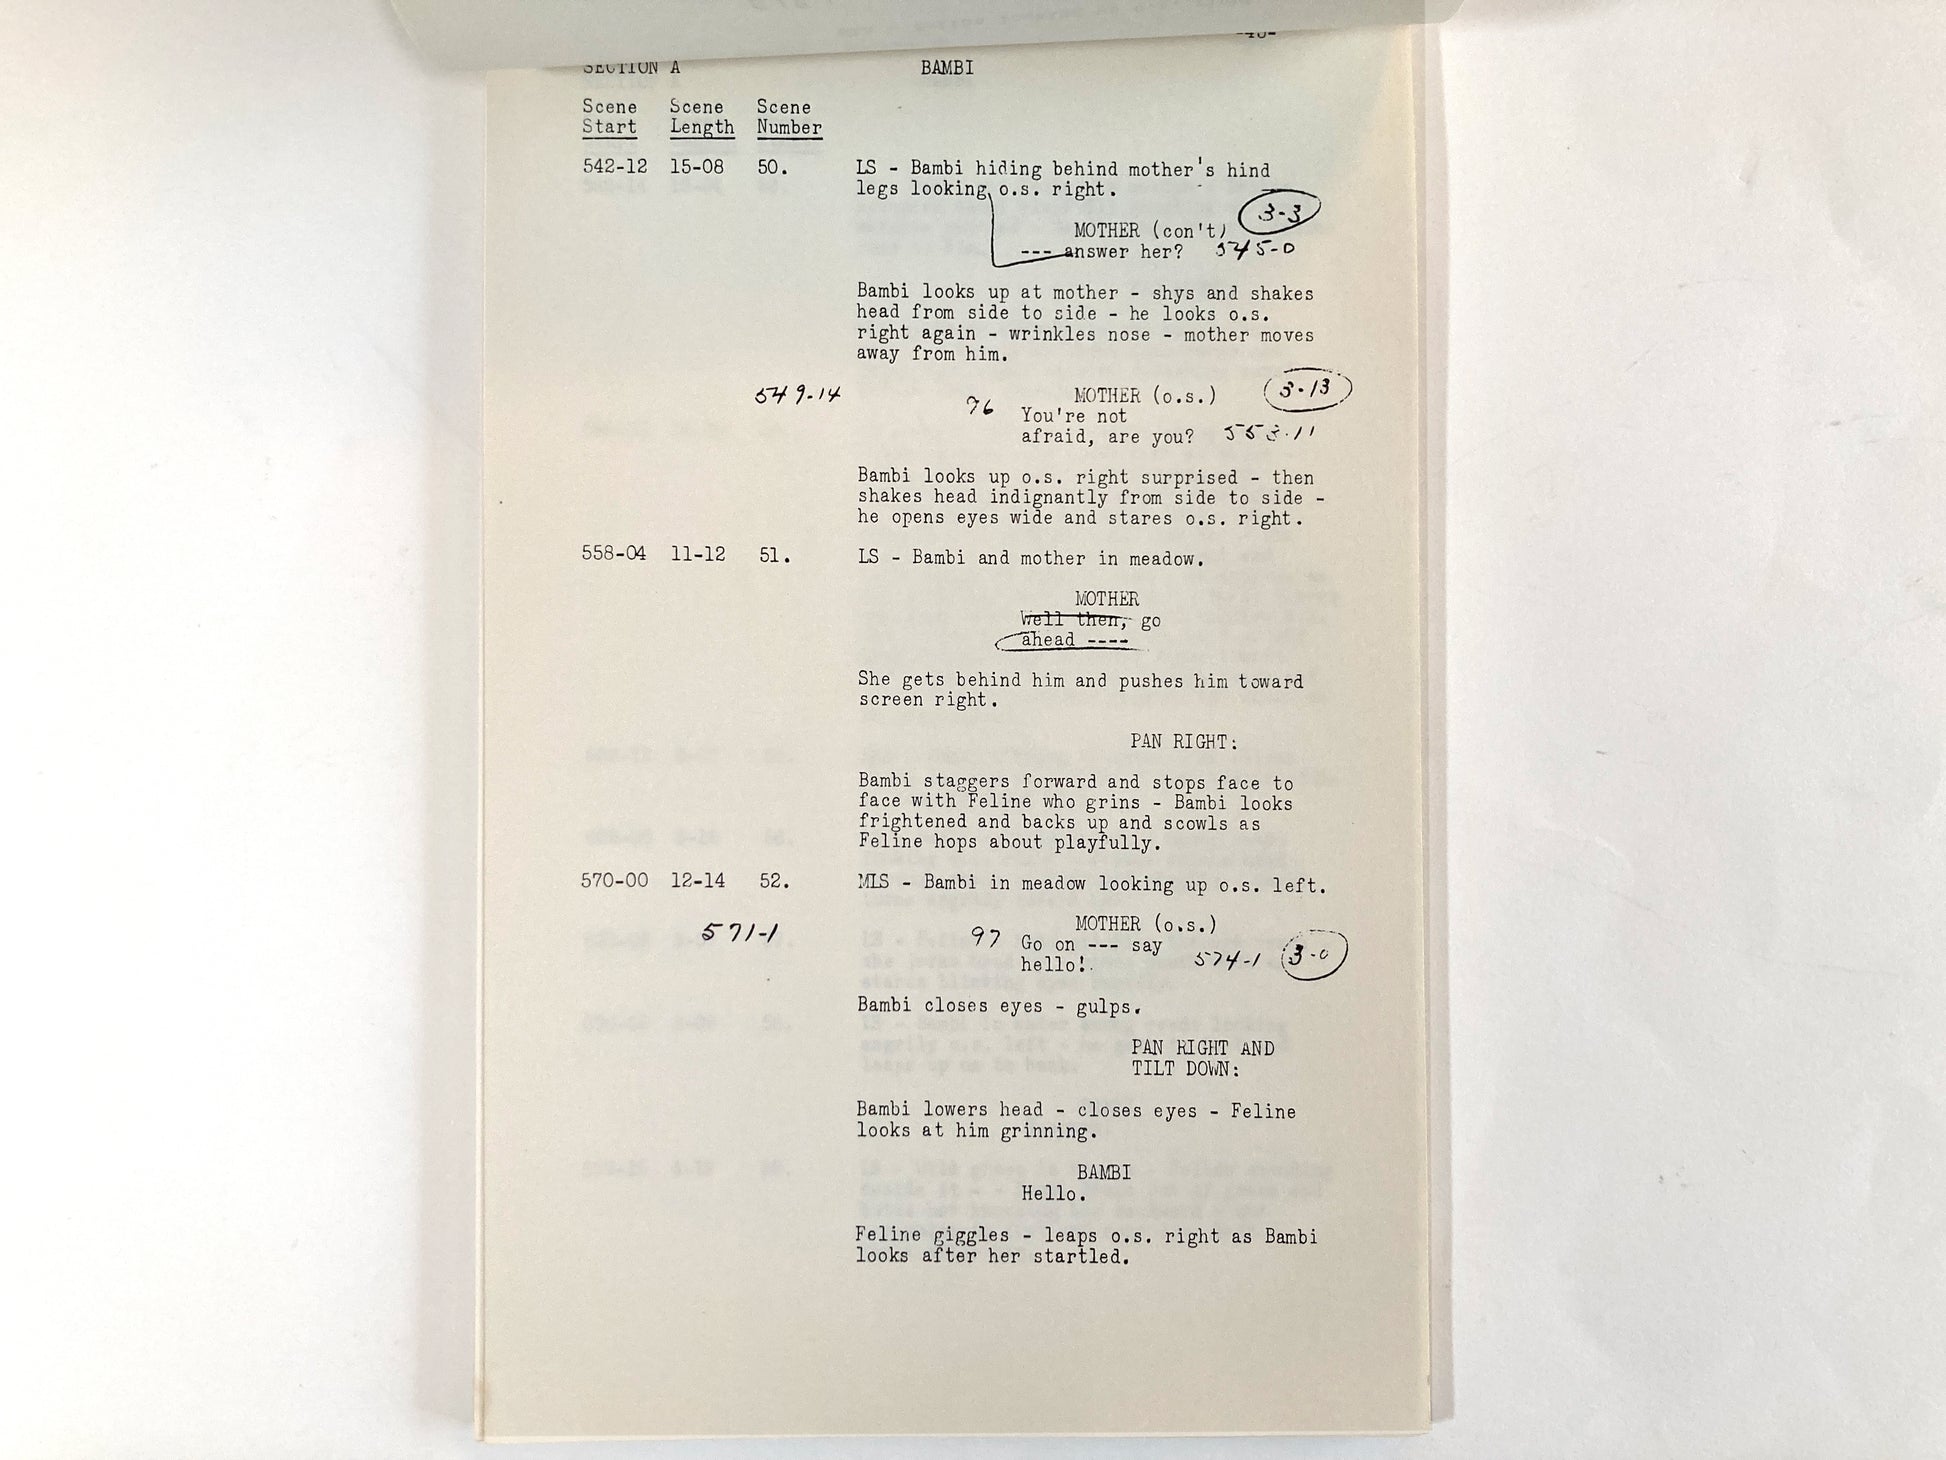 SECTION A BAMBI
Scene Scene Scene
Start Length Number
542-12 15-08 50. LS - Bambi hiding behind mother's hind
legs looking o.s. right.
3-3
MOTHER (con't)
--- answer her? 545-0
Bambi looks up at mother - shys and shakes
head from side to side - he looks o.s.
right again - wrinkles nose - mother moves
away from him.
549-14 96 MOTHER (o.s.) 3-13
You're not
afraid, are you? 553-11
Bambi looks up o.s. right surprised - then
shakes head indignantly from side to side -
he opens eyes wide and stares o.s. right.
558-04 11-12 51. LS - Bambi and mother in meadow.
MOTHER
Well then, go
ahead ----
She gets behind him and pushes him toward
screen right.
PAN RIGHT:
Bambi staggers forward and stops face to
face with Feline who grins - Bambi looks
frightened and backs up and scowls as
Feline hops about playfully.
570-00 12-14 52. MLS - Bambi in meadow looking up o.s. left.
MOTHER (o.s.)
571-1 97 Go on --- say
hello! 574-1 3-0
Bambi closes eyes - gulps.
PAN RIGHT AND
TILT DOWN:
Bambi lowers head - closes eyes - Feline
looks at him grinning.
BAMBI
Hello.
Feline giggles - leaps o.s. right as Bambi
looks after her startled.